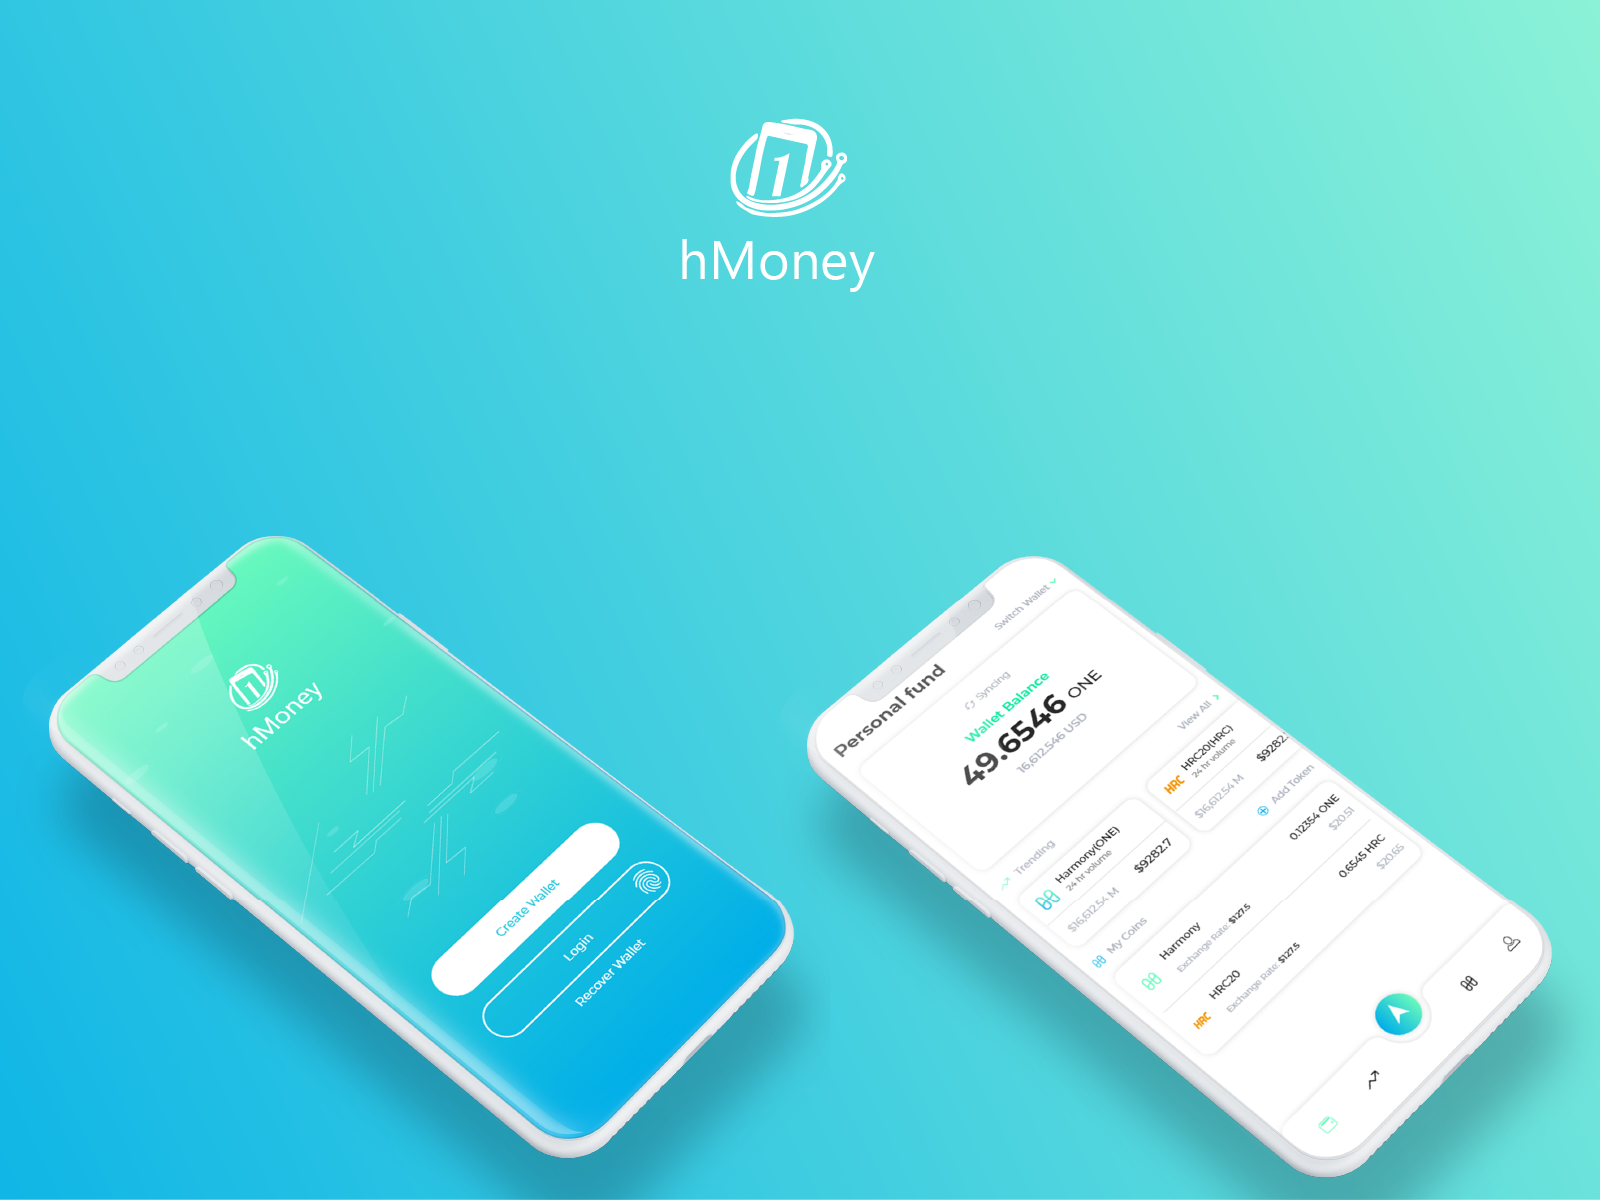 hMoney
hMoney
Create Wallet
Login
Recover Wallet
Switch Wallet
Personal fund
Syncing
Wallet Balance
49.6546 ONE
16,612.546 USD
Trending
View All
Harmony(ONE)
24 hr volume
$16,612.54 M
$9282.7
HRC
HRC20(HRC)
24 hr volume
$16,612.54 M
$9282.
My Coins
Add Token
Harmony
Exchange Rate: $127.5
0.12354 ONE
$20.51
HRC
HRC20
Exchange Rate: $127.5
0.6545 HRC
$20.65